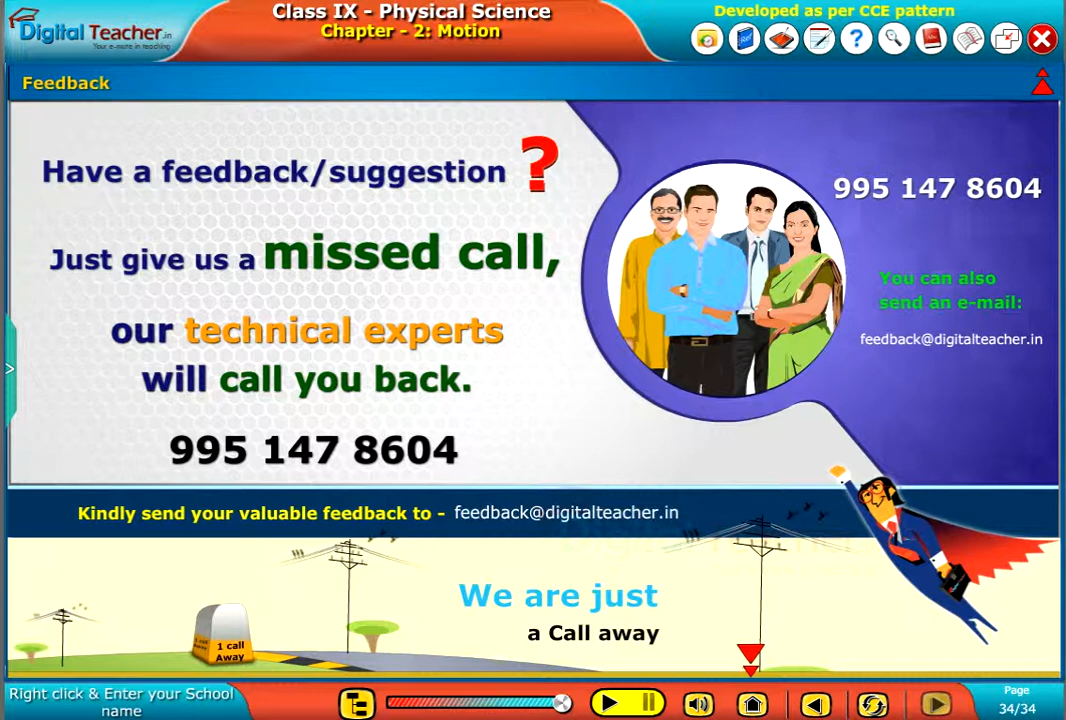 Digital Teacher.in
Your e-mate in teaching
Class IX - Physical Science
Chapter - 2: Motion
Developed as per CCE pattern
Feedback
Have a feedback/suggestion ?
Just give us a missed call,
our technical experts
will call you back.
995 147 8604
995 147 8604
You can also
send an e-mail:
feedback@digitalteacher.in
Kindly send your valuable feedback to - feedback@digitalteacher.in
We are just
a Call away
1 call
Away
Right click & Enter your School
name
Page
34/34